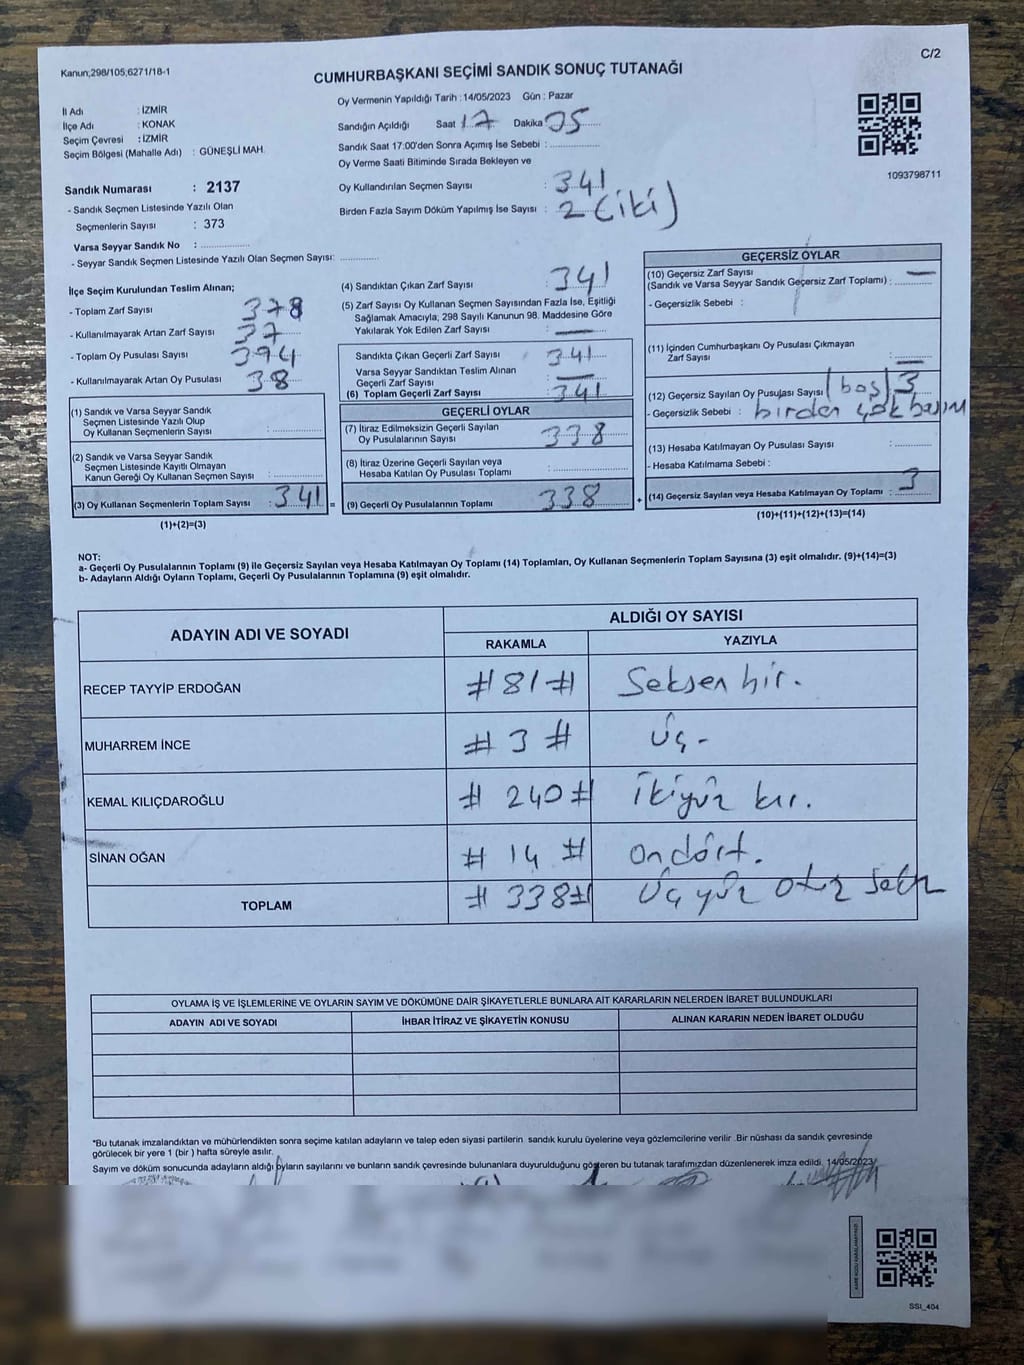 C/2
Kanun;298/105;6271/18-1
CUMHURBAŞKANI SEÇİMİ SANDIK SONUÇ TUTANAĞI
İl Adı : İZMİR
İlçe Adı : KONAK
Seçim Çevresi : İZMİR
Seçim Bölgesi (Mahalle Adı) : GÜNEŞLİ MAH.
Sandık Numarası : 2137
- Sandık Seçmen Listesinde Yazılı Olan
Seçmenlerin Sayısı : 373
Varsa Seyyar Sandık No :
- Seyyar Sandık Seçmen Listesinde Yazılı Olan Seçmen Sayısı:
Oy Vermenin Yapıldığı Tarih :14/05/2023 Gün : Pazar
Sandığın Açıldığı Saat 17 Dakika 05
Sandık Saat 17:00'den Sonra Açımış İse Sebebi :
Oy Verme Saati Bitiminde Sırada Bekleyen ve
Oy Kullandırılan Seçmen Sayısı : 341
Birden Fazla Sayım Döküm Yapılmış İse Sayısı : 2 (iki)
1093798711
İlçe Seçim Kurulundan Teslim Alınan;
- Toplam Zarf Sayısı 378
- Kullanılmayarak Artan Zarf Sayısı 37
- Toplam Oy Pusulası Sayısı 394
- Kullanılmayarak Artan Oy Pusulası 38
(1) Sandık ve Varsa Seyyar Sandık
Seçmen Listesinde Yazılı Olup
Oy Kullanan Seçmenlerin Sayısı :
(2) Sandık ve Varsa Seyyar Sandık
Seçmen Listesinde Kayıtlı Olmayan
Kanun Gereği Oy Kullanan Seçmen Sayısı :
(3) Oy Kullanan Seçmenlerin Toplam Sayısı : 341 =
(1)+(2)=(3)
(4) Sandıktan Çıkan Zarf Sayısı : 341
(5) Zarf Sayısı Oy Kullanan Seçmen Sayısından Fazla İse, Eşitliği
Sağlamak Amacıyla, 298 Sayılı Kanunun 98. Maddesine Göre
Yakılarak Yok Edilen Zarf Sayısı : —
Sandıkta Çıkan Geçerli Zarf Sayısı : 341
Varsa Seyyar Sandıktan Teslim Alınan
Geçerli Zarf Sayısı : —
(6) Toplam Geçerli Zarf Sayısı : 341
GEÇERLİ OYLAR
(7) İtiraz Edilmeksizin Geçerli Sayılan
Oy Pusulalarının Sayısı : 338
(8) İtiraz Üzerine Geçerli Sayılan veya
Hesaba Katılan Oy Pusulası Toplamı :
(9) Geçerli Oy Pusulalarının Toplamı : 338 +
GEÇERSİZ OYLAR
(10) Geçersiz Zarf Sayısı
(Sandık ve Varsa Seyyar Sandık Geçersiz Zarf Toplamı) : —
- Geçersizlik Sebebi :
(11) İçinden Cumhurbaşkanı Oy Pusulası Çıkmayan
Zarf Sayısı : —
(12) Geçersiz Sayılan Oy Pusulası Sayısı (boş) 3
- Geçersizlik Sebebi : birden çok basım
(13) Hesaba Katılmayan Oy Pusulası Sayısı :
- Hesaba Katılmama Sebebi :
(14) Geçersiz Sayılan veya Hesaba Katılmayan Oy Toplamı : 3
(10)+(11)+(12)+(13)=(14)
NOT:
a- Geçerli Oy Pusulalarının Toplamı (9) ile Geçersiz Sayılan veya Hesaba Katılmayan Oy Toplamı (14) Toplamları, Oy Kullanan Seçmenlerin Toplam Sayısına (3) eşit olmalıdır. (9)+(14)=(3)
b- Adayların Aldığı Oyların Toplamı, Geçerli Oy Pusulalarının Toplamına (9) eşit olmalıdır.
ADAYIN ADI VE SOYADI ALDIĞI OY SAYISI
RAKAMLA YAZIYLA
RECEP TAYYİP ERDOĞAN #81# Seksen bir.
MUHARREM İNCE # 3 # Üç -
KEMAL KILIÇDAROĞLU # 240 # İkiyüz kır.
SİNAN OĞAN # 14 # Ondört.
TOPLAM # 338 # Üç yüz otuz sekiz
OYLAMA İŞ VE İŞLEMLERİNE VE OYLARIN SAYIM VE DÖKÜMÜNE DAİR ŞİKAYETLERLE BUNLARA AİT KARARLARIN NELERDEN İBARET BULUNDUKLARI
ADAYIN ADI VE SOYADI İHBAR İTİRAZ VE ŞİKAYETİN KONUSU ALINAN KARARIN NEDEN İBARET OLDUĞU
*Bu tutanak imzalandıktan ve mühürlendikten sonra seçime katılan adayların ve talep eden siyasi partilerin sandık kurulu üyelerine veya gözlemcilerine verilir .Bir nüshası da sandık çevresinde
görülecek bir yere 1 (bir ) hafta süreyle asılır.
Sayım ve döküm sonucunda adayların aldığı oyların sayılarını ve bunların sandık çevresinde bulunanlara duyurulduğunu gösteren bu tutanak tarafımızdan düzenlenerek imza edildi. 14/05/2023
SSI_404